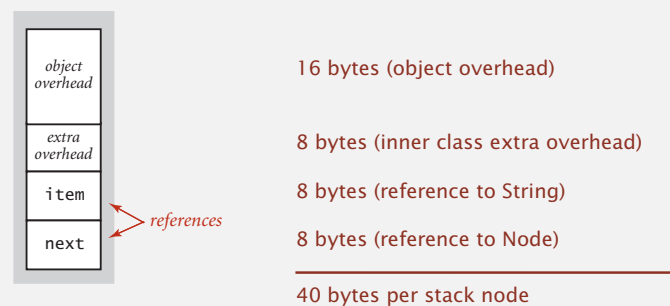 object
overhead
16 bytes (object overhead)
extra
overhead
8 bytes (inner class extra overhead)
item
8 bytes (reference to String)
references
next
8 bytes (reference to Node)
40 bytes per stack node